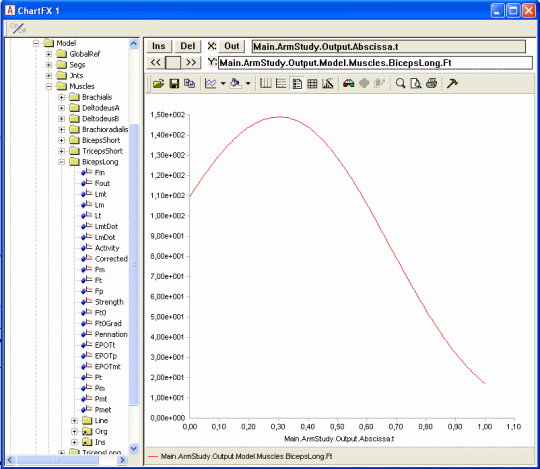 ChartFX 1
Ins Del X: Out Main.ArmStudy.Output.Abscissa.t
<< >> Y: Main.ArmStudy.Output.Model.Muscles.BicepsLong.Ft
Model
GlobalRef
Segs
Jnts
Muscles
Brachialis
DeltodeusA
DeltodeusB
Brachioradialis
BicepsShort
TricepsShort
BicepsLong
Fin
Fout
Lmt
Lm
Lt
LmtDot
LmDot
Activity
Corrected
Fm
Ft
Fp
Strength
Ft0
Ft0Grad
Pennation
EPOTt
EPOTp
EPOTmt
Pt
Pm
Pmt
Pmet
Line
Org
Ins
TricepsLong
1,50e+002
1,40e+002
1,30e+002
1,20e+002
1,10e+002
1,00e+002
9,00e+001
8,00e+001
7,00e+001
6,00e+001
5,00e+001
4,00e+001
3,00e+001
2,00e+001
1,00e+001
0,00e+000
0,00 0,10 0,20 0,30 0,40 0,50 0,60 0,70 0,80 0,90 1,00 1,10
Main.ArmStudy.Output.Abscissa.t
Main.ArmStudy.Output.Model.Muscles.BicepsLong.Ft